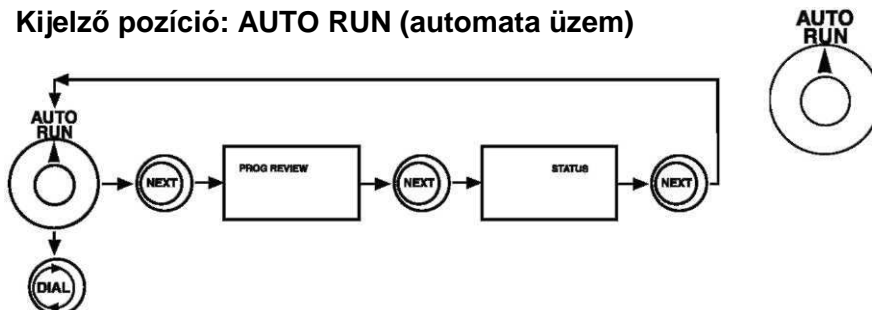 Kijelző pozíció: AUTO RUN (automata üzem)
AUTO
RUN
AUTO
RUN
NEXT
PROG REVIEW
NEXT
STATUS
NEXT
DIAL